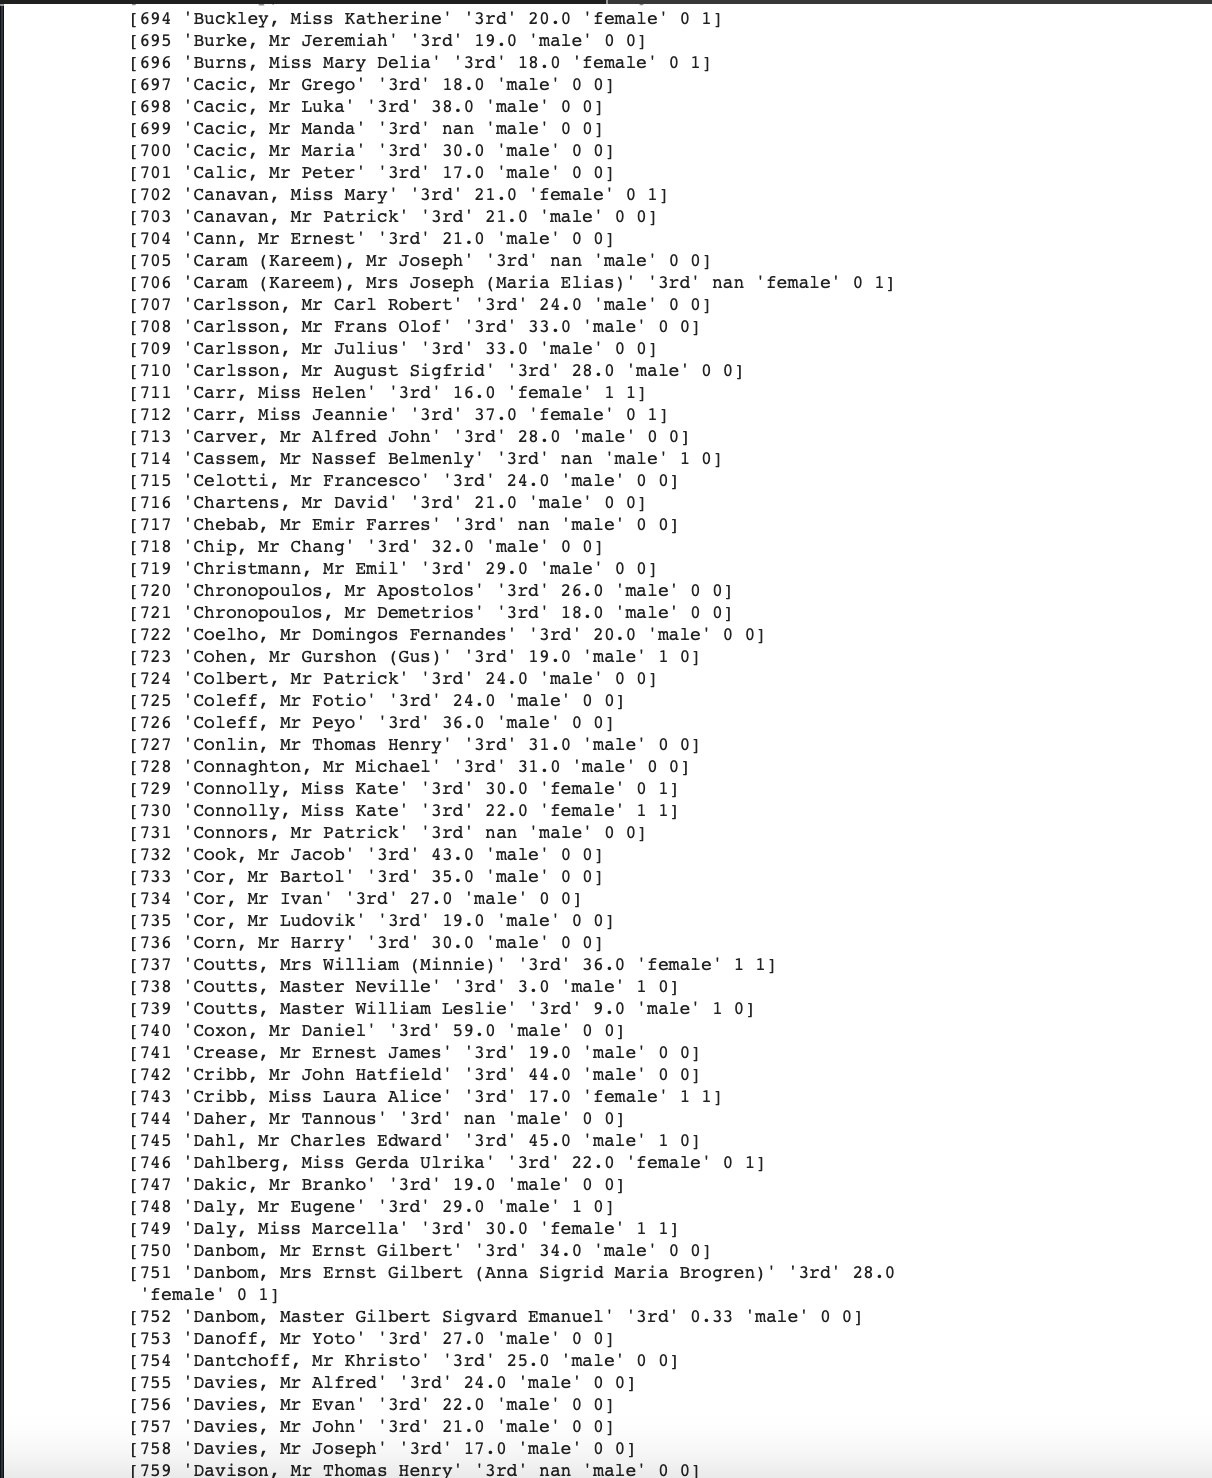 [694 'Buckley, Miss Katherine' '3rd' 20.0 'female' 0 1]
[695 'Burke, Mr Jeremiah' '3rd' 19.0 'male' 0 0]
[696 'Burns, Miss Mary Delia' '3rd' 18.0 'female' 0 1]
[697 'Cacic, Mr Grego' '3rd' 18.0 'male' 0 0]
[698 'Cacic, Mr Luka' '3rd' 38.0 'male' 0 0]
[699 'Cacic, Mr Manda' '3rd' nan 'male' 0 0]
[700 'Cacic, Mr Maria' '3rd' 30.0 'male' 0 0]
[701 'Calic, Mr Peter' '3rd' 17.0 'male' 0 0]
[702 'Canavan, Miss Mary' '3rd' 21.0 'female' 0 1]
[703 'Canavan, Mr Patrick' '3rd' 21.0 'male' 0 0]
[704 'Cann, Mr Ernest' '3rd' 21.0 'male' 0 0]
[705 'Caram (Kareem), Mr Joseph' '3rd' nan 'male' 0 0]
[706 'Caram (Kareem), Mrs Joseph (Maria Elias)' '3rd' nan 'female' 0 1]
[707 'Carlsson, Mr Carl Robert' '3rd' 24.0 'male' 0 0]
[708 'Carlsson, Mr Frans Olof' '3rd' 33.0 'male' 0 0]
[709 'Carlsson, Mr Julius' '3rd' 33.0 'male' 0 0]
[710 'Carlsson, Mr August Sigfrid' '3rd' 28.0 'male' 0 0]
[711 'Carr, Miss Helen' '3rd' 16.0 'female' 1 1]
[712 'Carr, Miss Jeannie' '3rd' 37.0 'female' 0 1]
[713 'Carver, Mr Alfred John' '3rd' 28.0 'male' 0 0]
[714 'Cassem, Mr Nassef Belmenly' '3rd' nan 'male' 1 0]
[715 'Celotti, Mr Francesco' '3rd' 24.0 'male' 0 0]
[716 'Chartens, Mr David' '3rd' 21.0 'male' 0 0]
[717 'Chebab, Mr Emir Farres' '3rd' nan 'male' 0 0]
[718 'Chip, Mr Chang' '3rd' 32.0 'male' 0 0]
[719 'Christmann, Mr Emil' '3rd' 29.0 'male' 0 0]
[720 'Chronopoulos, Mr Apostolos' '3rd' 26.0 'male' 0 0]
[721 'Chronopoulos, Mr Demetrios' '3rd' 18.0 'male' 0 0]
[722 'Coelho, Mr Domingos Fernandes' '3rd' 20.0 'male' 0 0]
[723 'Cohen, Mr Gurshon (Gus)' '3rd' 19.0 'male' 1 0]
[724 'Colbert, Mr Patrick' '3rd' 24.0 'male' 0 0]
[725 'Coleff, Mr Fotio' '3rd' 24.0 'male' 0 0]
[726 'Coleff, Mr Peyo' '3rd' 36.0 'male' 0 0]
[727 'Conlin, Mr Thomas Henry' '3rd' 31.0 'male' 0 0]
[728 'Connaghton, Mr Michael' '3rd' 31.0 'male' 0 0]
[729 'Connolly, Miss Kate' '3rd' 30.0 'female' 0 1]
[730 'Connolly, Miss Kate' '3rd' 22.0 'female' 1 1]
[731 'Connors, Mr Patrick' '3rd' nan 'male' 0 0]
[732 'Cook, Mr Jacob' '3rd' 43.0 'male' 0 0]
[733 'Cor, Mr Bartol' '3rd' 35.0 'male' 0 0]
[734 'Cor, Mr Ivan' '3rd' 27.0 'male' 0 0]
[735 'Cor, Mr Ludovik' '3rd' 19.0 'male' 0 0]
[736 'Corn, Mr Harry' '3rd' 30.0 'male' 0 0]
[737 'Coutts, Mrs William (Minnie)' '3rd' 36.0 'female' 1 1]
[738 'Coutts, Master Neville' '3rd' 3.0 'male' 1 0]
[739 'Coutts, Master William Leslie' '3rd' 9.0 'male' 1 0]
[740 'Coxon, Mr Daniel' '3rd' 59.0 'male' 0 0]
[741 'Crease, Mr Ernest James' '3rd' 19.0 'male' 0 0]
[742 'Cribb, Mr John Hatfield' '3rd' 44.0 'male' 0 0]
[743 'Cribb, Miss Laura Alice' '3rd' 17.0 'female' 1 1]
[744 'Daher, Mr Tannous' '3rd' nan 'male' 0 0]
[745 'Dahl, Mr Charles Edward' '3rd' 45.0 'male' 1 0]
[746 'Dahlberg, Miss Gerda Ulrika' '3rd' 22.0 'female' 0 1]
[747 'Dakic, Mr Branko' '3rd' 19.0 'male' 0 0]
[748 'Daly, Mr Eugene' '3rd' 29.0 'male' 1 0]
[749 'Daly, Miss Marcella' '3rd' 30.0 'female' 1 1]
[750 'Danbom, Mr Ernst Gilbert' '3rd' 34.0 'male' 0 0]
[751 'Danbom, Mrs Ernst Gilbert (Anna Sigrid Maria Brogren)' '3rd' 28.0
'female' 0 1]
[752 'Danbom, Master Gilbert Sigvard Emanuel' '3rd' 0.33 'male' 0 0]
[753 'Danoff, Mr Yoto' '3rd' 27.0 'male' 0 0]
[754 'Dantchoff, Mr Khristo' '3rd' 25.0 'male' 0 0]
[755 'Davies, Mr Alfred' '3rd' 24.0 'male' 0 0]
[756 'Davies, Mr Evan' '3rd' 22.0 'male' 0 0]
[757 'Davies, Mr John' '3rd' 21.0 'male' 0 0]
[758 'Davies, Mr Joseph' '3rd' 17.0 'male' 0 0]
[759 'Davison, Mr Thomas Henry' '3rd' nan 'male' 0 0]